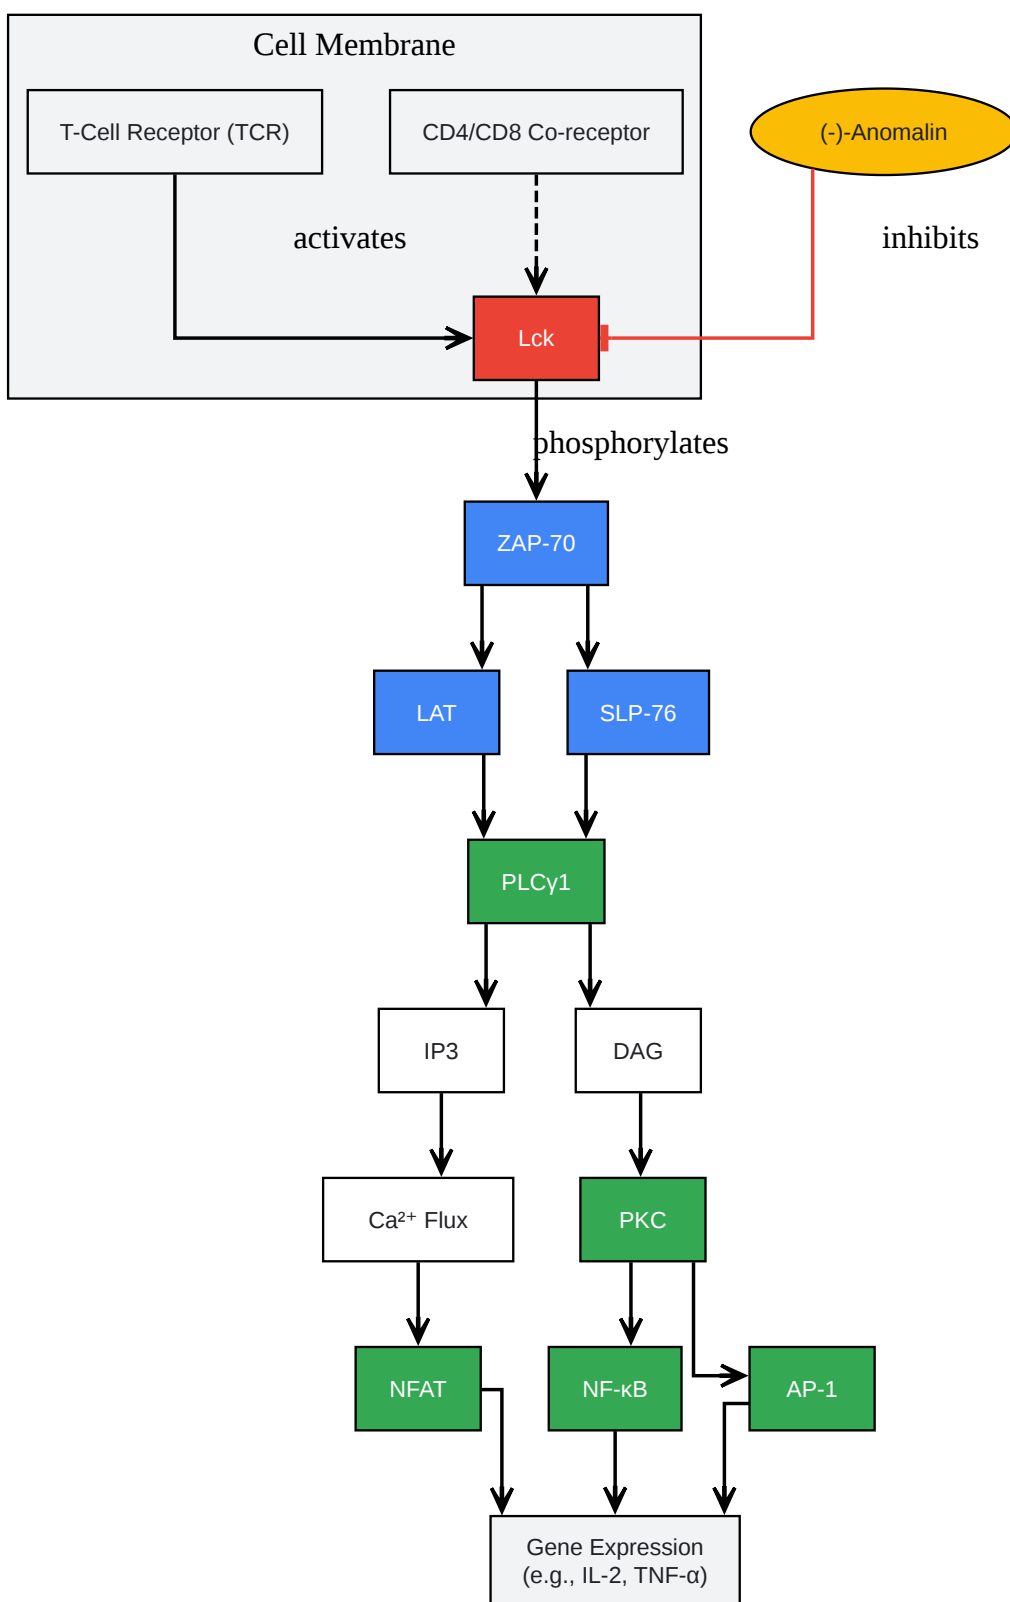 Cell Membrane
T-Cell Receptor (TCR)
CD4/CD8 Co-receptor
(-)-Anomalin
activates
inhibits
Lck
phosphorylates
ZAP-70
LAT
SLP-76
PLCγ1
IP3
DAG
Ca²⁺ Flux
PKC
NFAT
NF-κB
AP-1
Gene Expression
(e.g., IL-2, TNF-α)